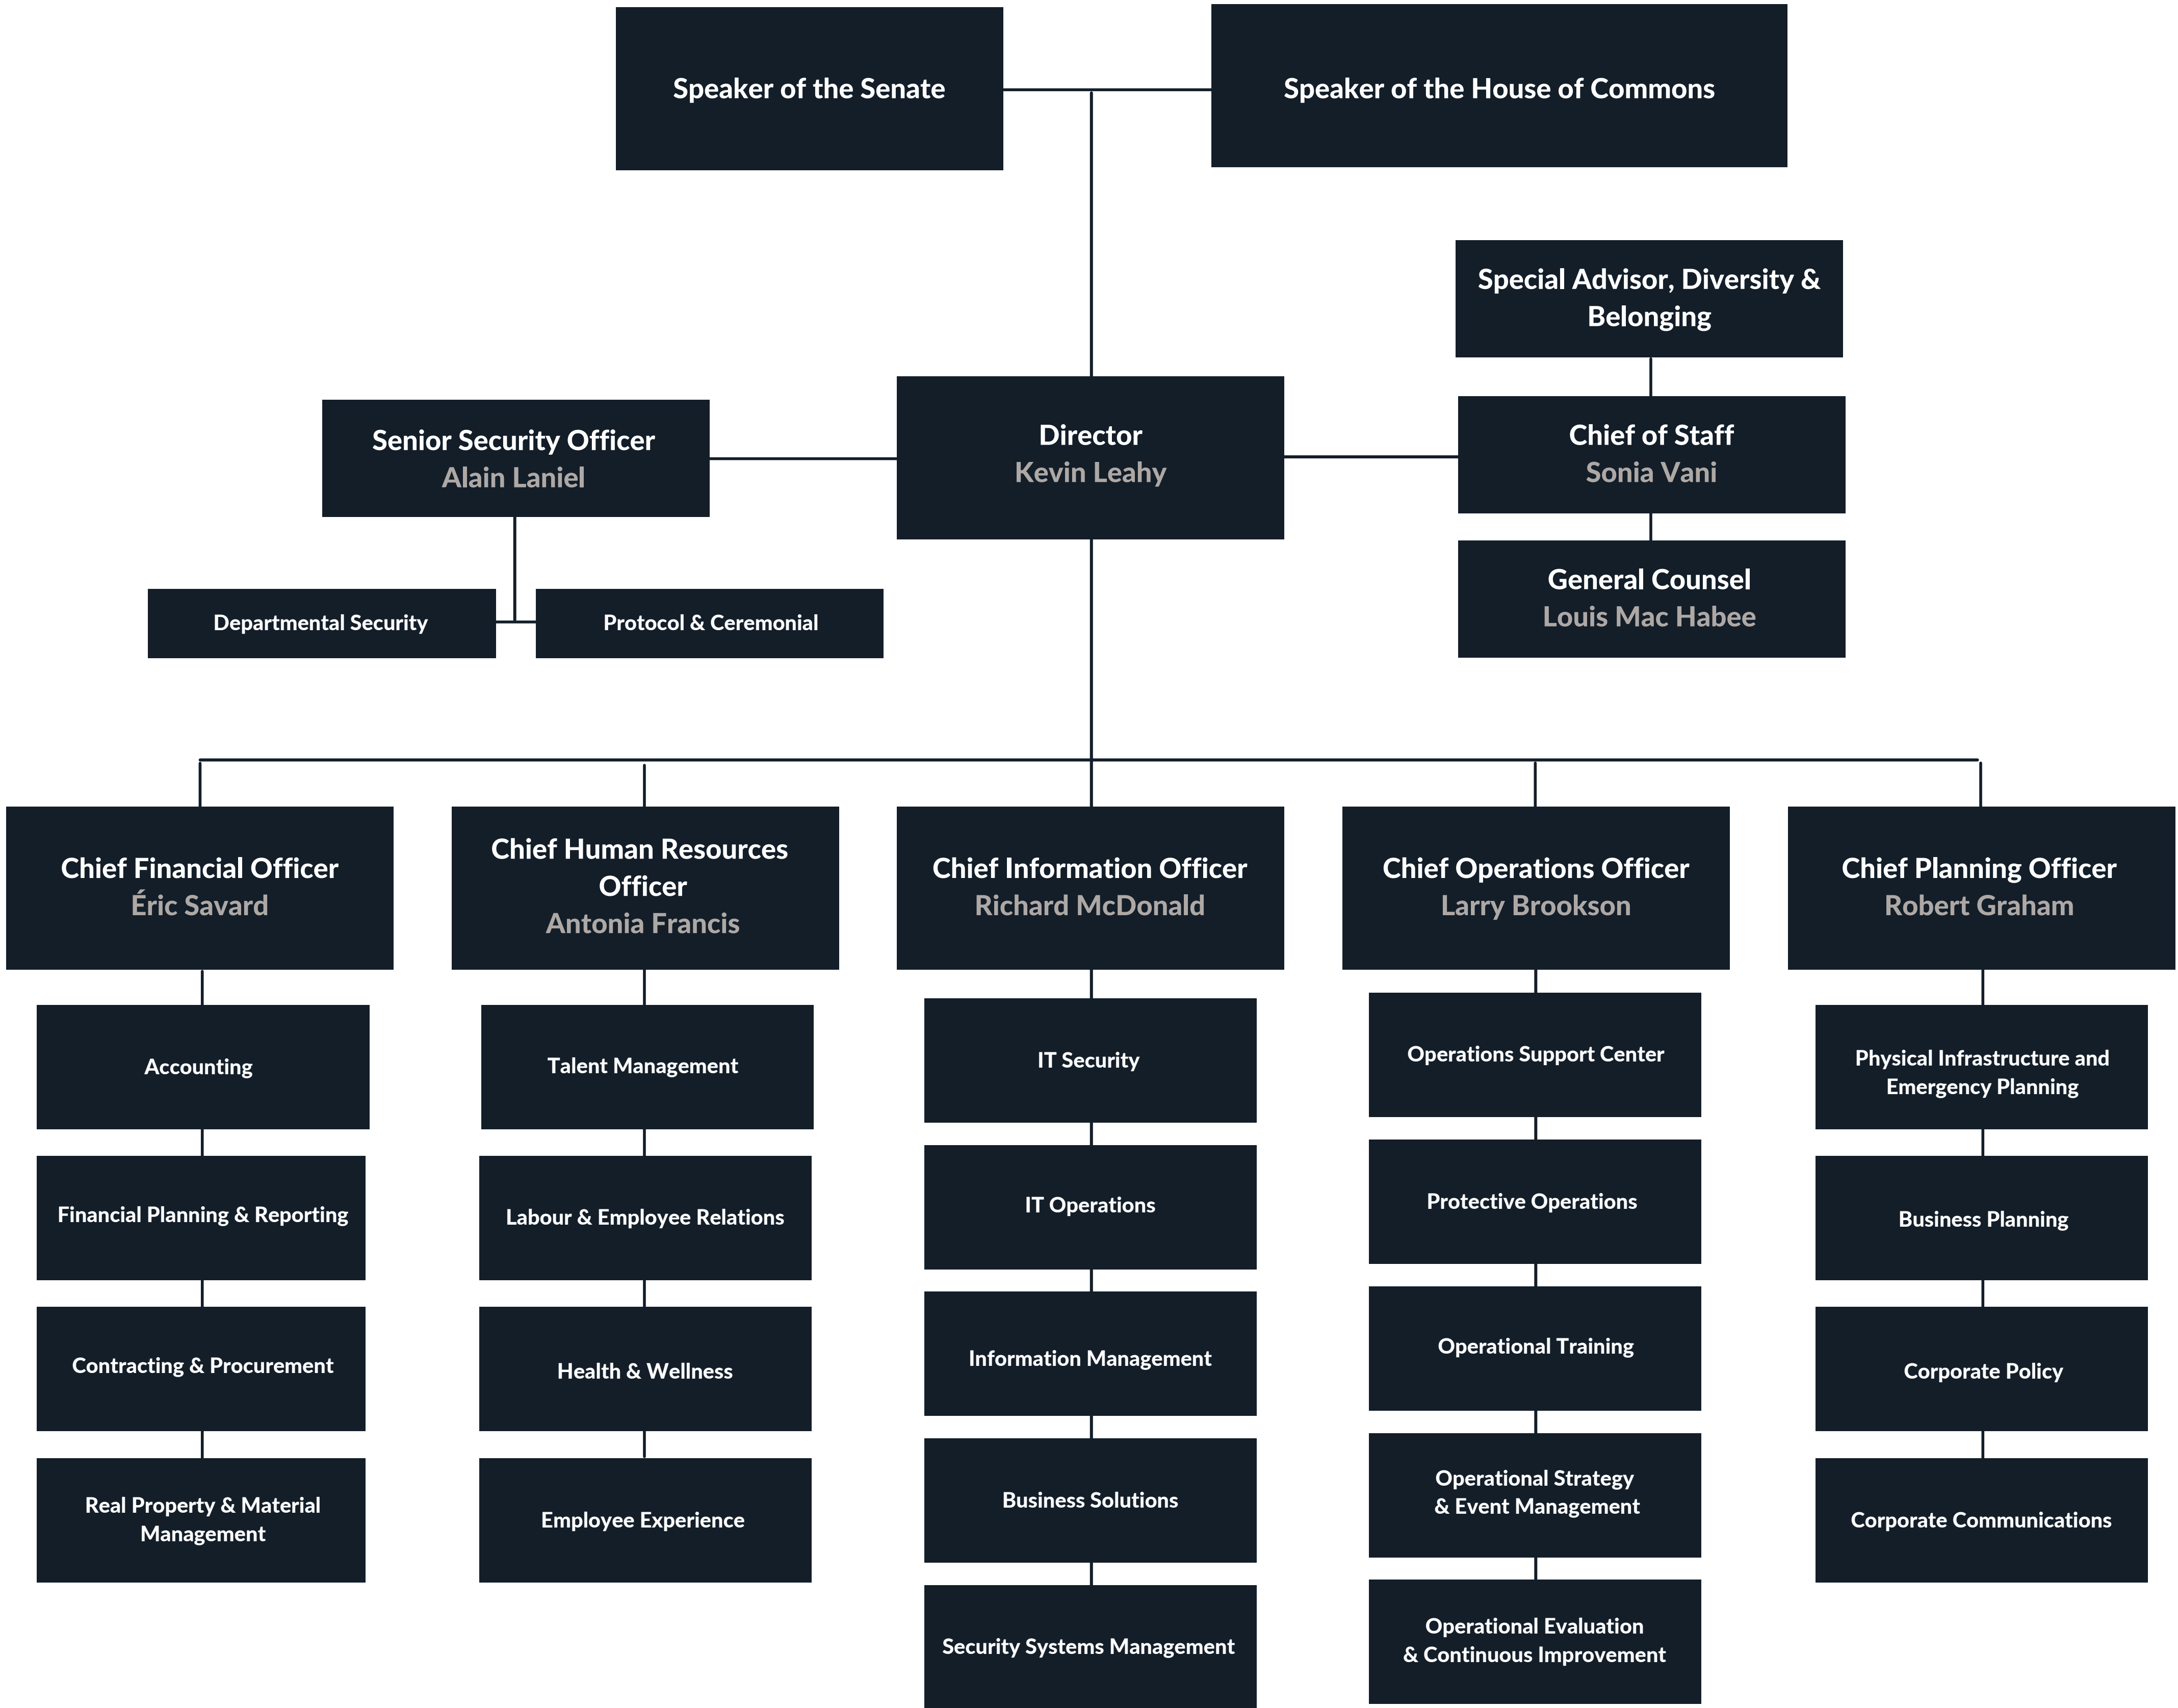 Speaker of the Senate
Speaker of the House of Commons
Special Advisor, Diversity &
Belonging
Senior Security Officer
Alain Laniel
Director
Kevin Leahy
Chief of Staff
Sonia Vani
General Counsel
Louis Mac Habee
Departmental Security
Protocol & Ceremonial
Chief Financial Officer
Éric Savard
Accounting
Financial Planning & Reporting
Contracting & Procurement
Real Property & Material
Management
Chief Human Resources
Officer
Antonia Francis
Talent Management
Labour & Employee Relations
Health & Wellness
Employee Experience
Chief Information Officer
Richard McDonald
IT Security
IT Operations
Information Management
Business Solutions
Security Systems Management
Chief Operations Officer
Larry Brookson
Operations Support Center
Protective Operations
Operational Training
Operational Strategy
& Event Management
Operational Evaluation
& Continuous Improvement
Chief Planning Officer
Robert Graham
Physical Infrastructure and
Emergency Planning
Business Planning
Corporate Policy
Corporate Communications